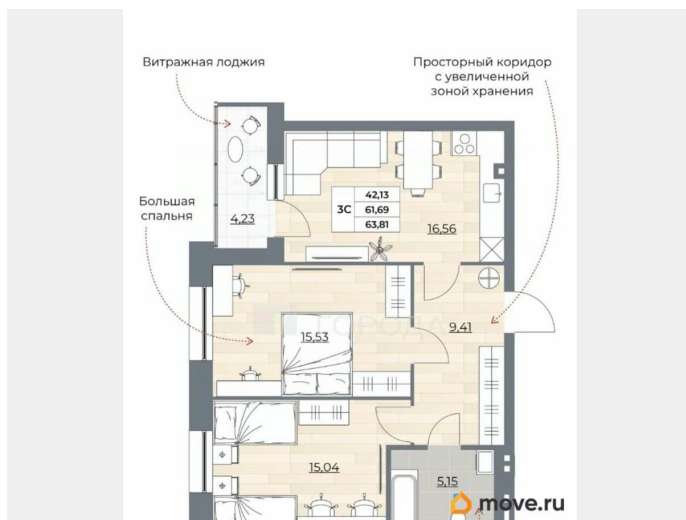 Витражная лоджия
Просторный коридор
с увеличенной
зоной хранения
Большая
спальня
4,23
3С
42,13
61,69
63,81
16,56
ГОРОДА
15,53
9,41
15,04
5,15
move.ru